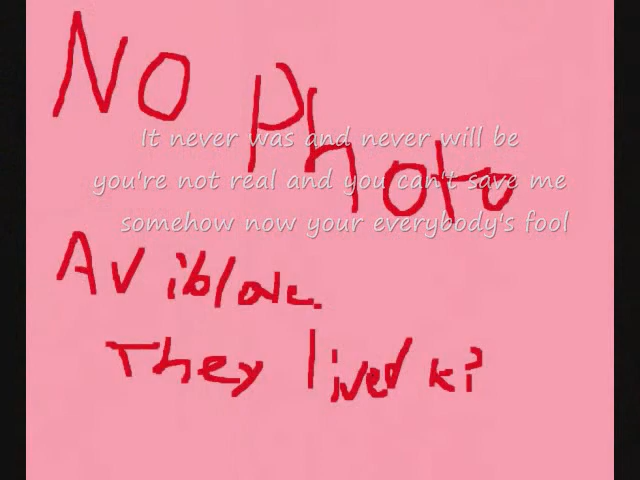 No Photo
It never was and never will be
you're not real and you can't save me
somehow now your everybody's fool
Aviblale.
They lived k?